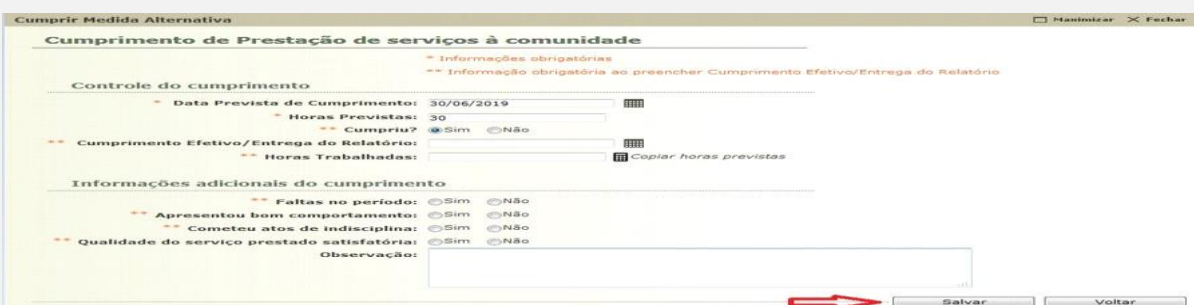 Cumprir Medida Alternativa Maximizar Fechar
Cumprimento de Prestação de serviços à comunidade
* Informações obrigatórias
** Informação obrigatória ao preencher Cumprimento Efetivo/Entrega do Relatório
Controle do cumprimento
* Data Prevista de Cumprimento: 30/06/2019
* Horas Previstas: 30
** Cumpriu? Sim Não
** Cumprimento Efetivo/Entrega do Relatório:
** Horas Trabalhadas: Copiar horas previstas
Informações adicionais do cumprimento
** Faltas no período: Sim Não
** Apresentou bom comportamento: Sim Não
** Cometeu atos de indisciplina: Sim Não
** Qualidade do serviço prestado satisfatória: Sim Não
Observação:
Salvar Voltar